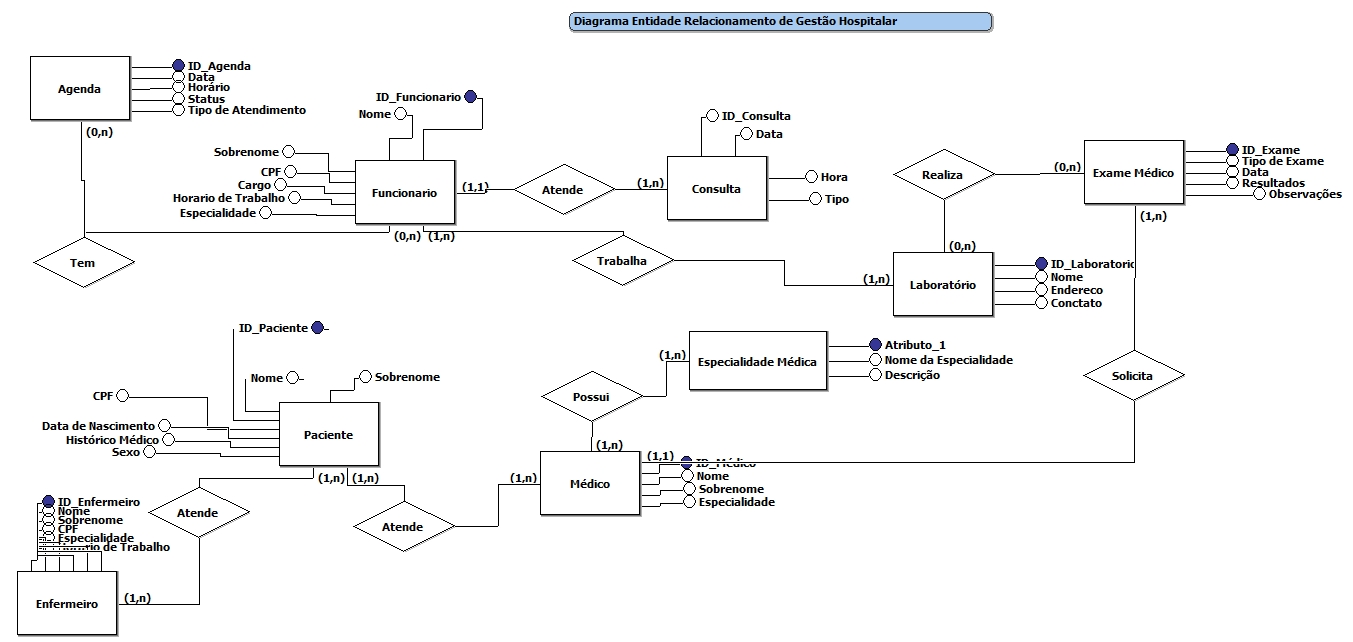 Diagrama Entidade Relacionamento de Gestão Hospitalar
Agenda
ID_Agenda
Data
Horário
Status
Tipo de Atendimento
(0,n)
Tem
ID_Funcionario
Nome
Sobrenome
CPF
Cargo
Horario de Trabalho
Especialidade
Funcionario
(1,1)
(0,n)
(1,n)
Atende
(1,n)
Consulta
ID_Consulta
Data
Hora
Tipo
Trabalha
(1,n)
Laboratório
ID_Laboratorio
Nome
Endereco
Conctato
(0,n)
Realiza
(0,n)
Exame Médico
ID_Exame
Tipo de Exame
Data
Resultados
Observações
(1,n)
Solicita
Especialidade Médica
Atributo_1
Nome da Especialidade
Descrição
(1,n)
Possui
(1,n)
Médico
(1,1)
ID_Médico
Nome
Sobrenome
Especialidade
(1,n)
Atende
ID_Paciente
Nome
Sobrenome
CPF
Data de Nascimento
Histórico Médico
Sexo
Paciente
(1,n)
(1,n)
Atende
ID_Enfermeiro
Nome
Sobrenome
CPF
Especialidade
Horario de Trabalho
Enfermeiro
(1,n)